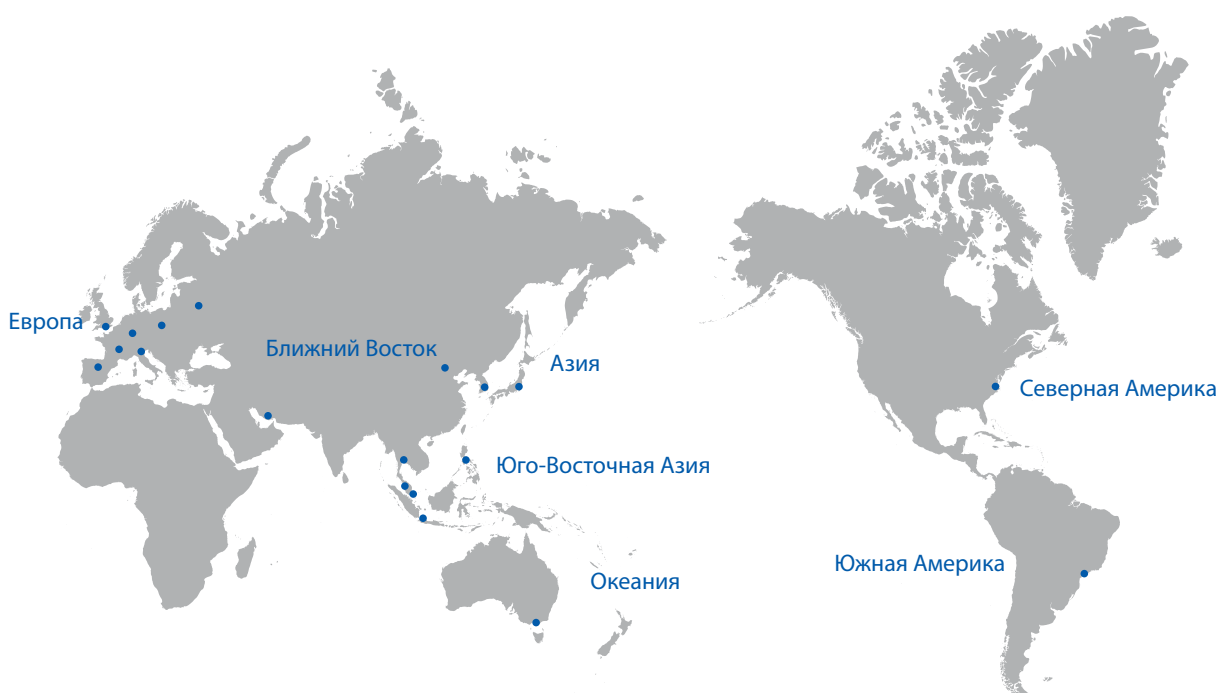 Европа
Ближний Восток
Азия
Северная Америка
Юго-Восточная Азия
Южная Америка
Океания